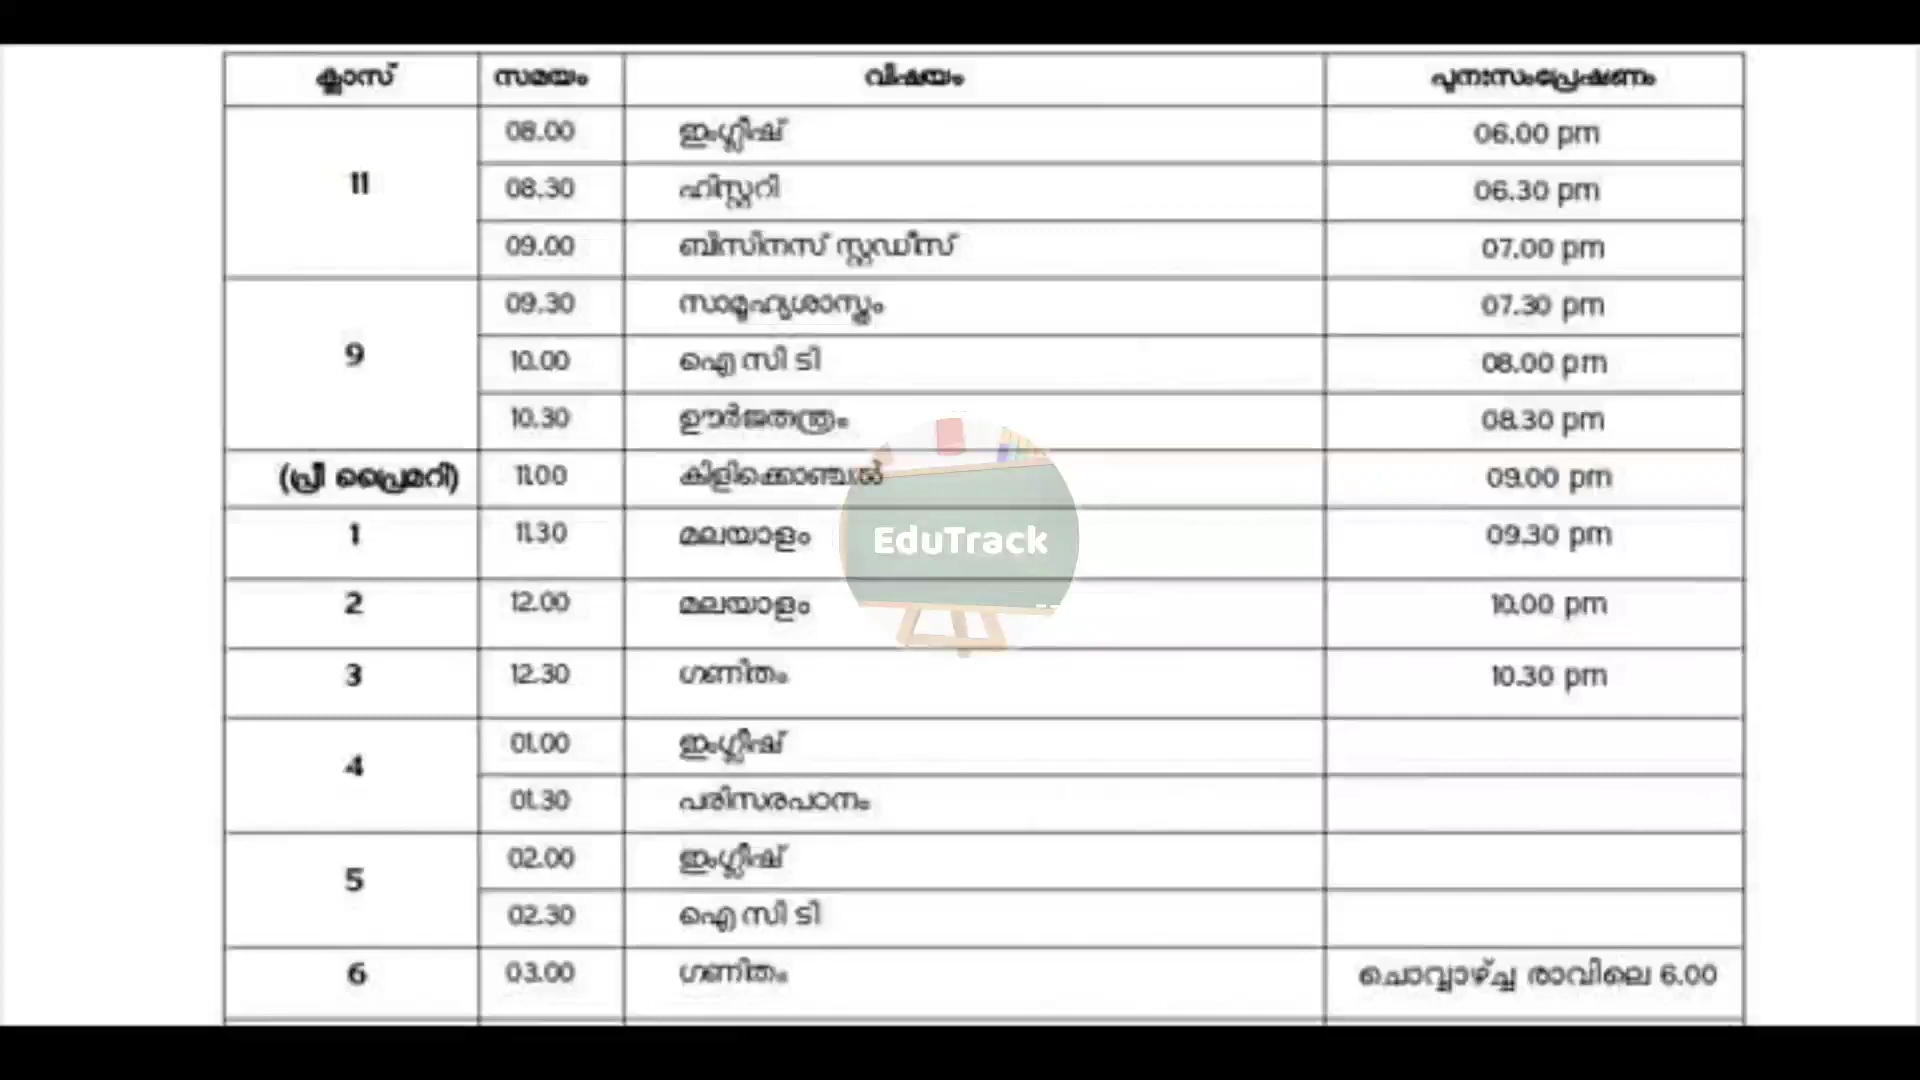 ക്ലാസ് സമയം വിഷയം പുനഃസംപ്രേഷണം
11 08.00 ഇംഗ്ലീഷ് 06.00 pm
08.30 ഹിസ്റ്ററി 06.30 pm
09.00 ബിസിനസ് സ്റ്റഡീസ് 07.00 pm
9 09.30 സാമൂഹ്യശാസ്ത്രം 07.30 pm
10.00 ഐ സി ടി 08.00 pm
10.30 ഊർജതന്ത്രം 08.30 pm
(പ്രീ പ്രൈമറി) 11.00 കിളിക്കൊഞ്ചൽ 09.00 pm
1 11.30 മലയാളം 09.30 pm
EduTrack
2 12.00 മലയാളം 10.00 pm
3 12.30 ഗണിതം 10.30 pm
4 01.00 ഇംഗ്ലീഷ്
01.30 പരിസരപഠനം
5 02.00 ഇംഗ്ലീഷ്
02.30 ഐ സി ടി
6 03.00 ഗണിതം ചൊവ്വാഴ്ച്ച രാവിലെ 6.00